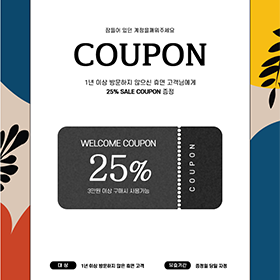 잠들어 있던 계정을깨워주세요
COUPON
1년 이상 방문하지 않으신 휴면 고객님에게
25% SALE COUPON 증정
WELCOME COUPON
25%
3만원 이상 구매시 사용가능
COUPON
대 상 1년 이상 방문하지 않은 휴면 고객
유효기간 증정일 당일 자정